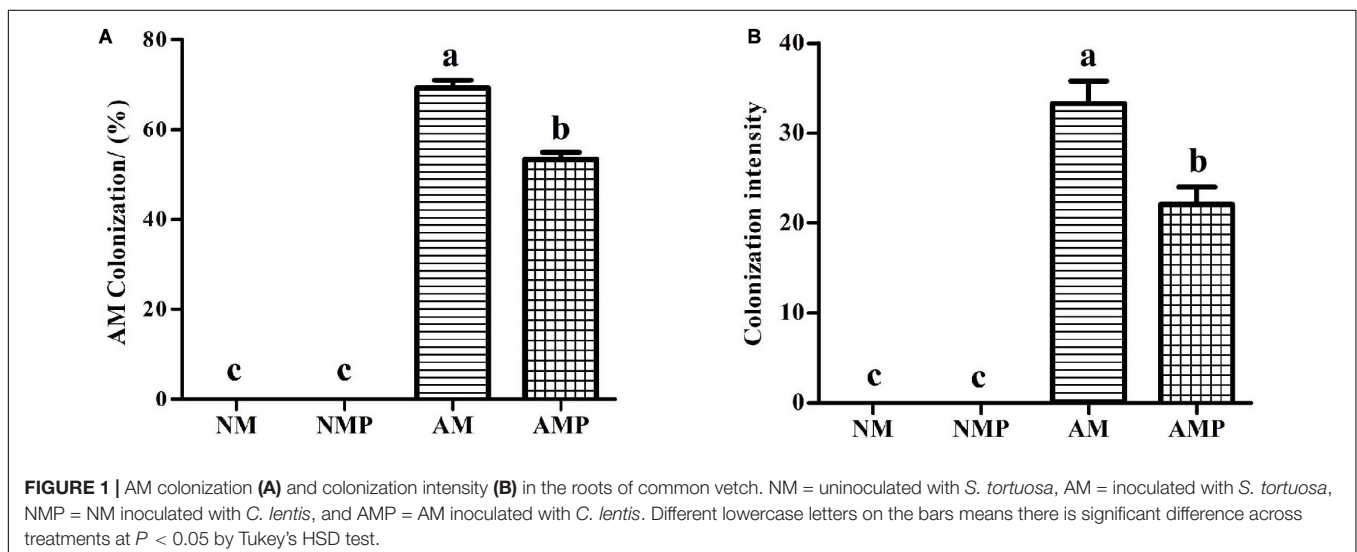 A
80
60
40
20
0
AM Colonization/ (%)
c
c
a
b
NM
NMP
AM
AMP
B
40
30
20
10
0
Colonization intensity
c
c
a
b
NM
NMP
AM
AMP
FIGURE 1 | AM colonization (A) and colonization intensity (B) in the roots of common vetch. NM = uninoculated with S. tortuosa, AM = inoculated with S. tortuosa,
NMP = NM inoculated with C. lentis, and AMP = AM inoculated with C. lentis. Different lowercase letters on the bars means there is significant difference across
treatments at P < 0.05 by Tukey's HSD test.